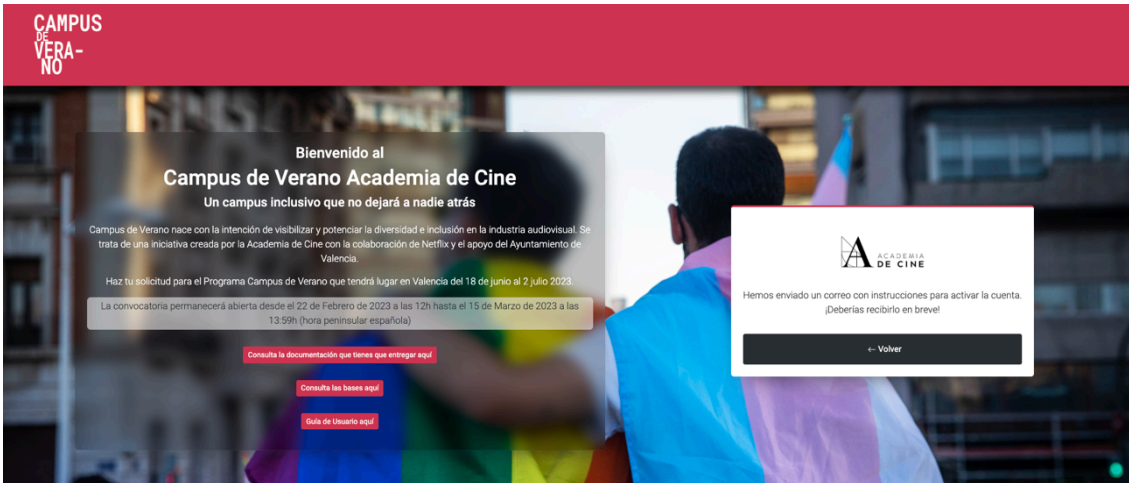 CAMPUS
DE
VERA-
NO
Bienvenido al
Campus de Verano Academia de Cine
Un campus inclusivo que no dejará a nadie atrás
Campus de Verano nace con la intención de visibilizar y potenciar la diversidad e inclusión en la industria audiovisual. Se
trata de una iniciativa creada por la Academia de Cine con la colaboración de Netflix y el apoyo del Ayuntamiento de
Valencia.
Haz tu solicitud para el Programa Campus de Verano que tendrá lugar en Valencia del 18 de junio al 2 julio 2023.
La convocatoria permanecerá abierta desde el 22 de Febrero de 2023 a las 12h hasta el 15 de Marzo de 2023 a las
13:59h (hora peninsular española)
Consulta la documentación que tienes que entregar aquí
Consulta las bases aquí
Guía de Usuario aquí
ACADEMIA
DE CINE
Hemos enviado un correo con instrucciones para activar la cuenta.
¡Deberías recibirlo en breve!
← Volver